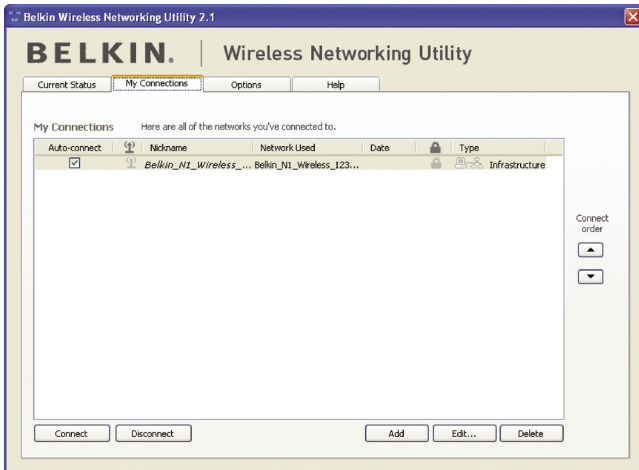 Belkin Wireless Networking Utility 2.1
BELKIN. | Wireless Networking Utility
Current Status My Connections Options Help
My Connections Here are all of the networks you've connected to.
Auto-connect Nickname Network Used Date Type
Belkin_N1_Wireless_... Belkin_N1_Wireless_123... Infrastructure
Connect
order
Connect Disconnect Add Edit... Delete